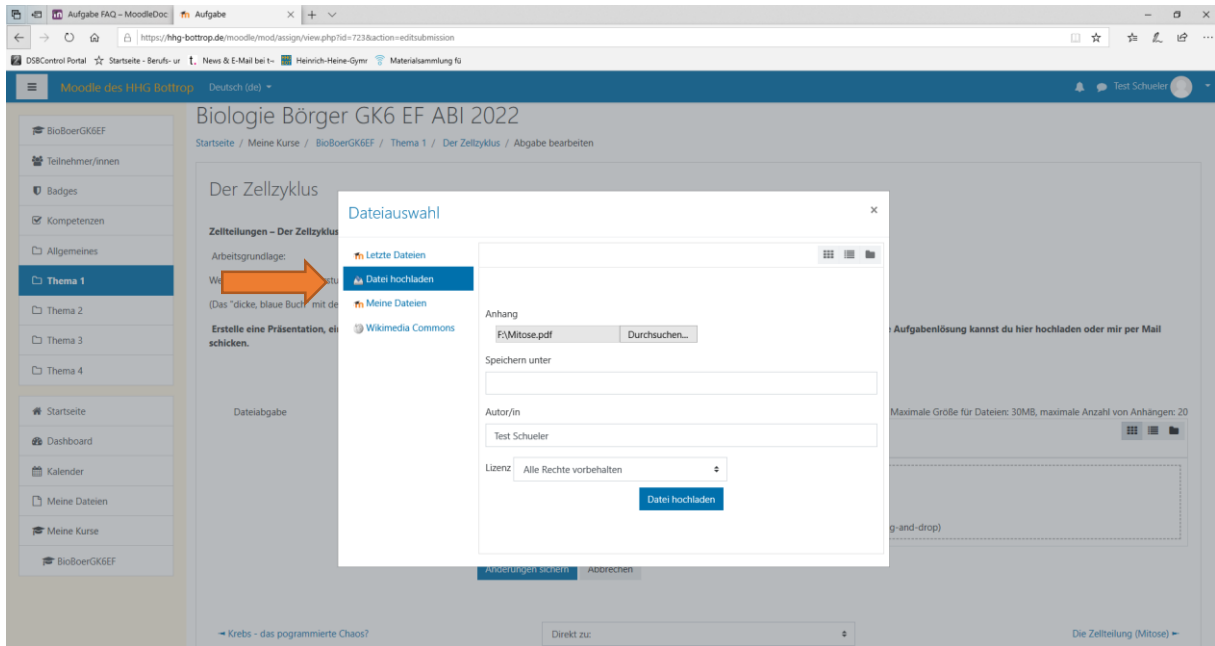 Aufgabe FAQ – MoodleDoc
Aufgabe
https://hhg-bottrop.de/moodle/mod/assign/view.php?id=723&action=editsubmission
DSBControl Portal
Startseite - Berufs- ur
News & E-Mail bei t-
Heinrich-Heine-Gymr
Materialsammlung fü
Moodle des HHG Bottrop
Deutsch (de)
Test Schueler
BioBoerGK6EF
Teilnehmer/innen
Badges
Kompetenzen
Allgemeines
Thema 1
Thema 2
Thema 3
Thema 4
Startseite
Dashboard
Kalender
Meine Dateien
Meine Kurse
BioBoerGK6EF
Biologie Börger GK6 EF ABI 2022
Startseite / Meine Kurse / BioBoerGK6EF / Thema 1 / Der Zellzyklus / Abgabe bearbeiten
Der Zellzyklus
Zellteilungen – Der Zellzyklus
Arbeitsgrundlage:
(Das "dicke, blaue Buch" mit de
Erstelle eine Präsentation, ei
Aufgabenlösung kannst du hier hochladen oder mir per Mail
schicken.
Dateiabgabe
Maximale Größe für Dateien: 30MB, maximale Anzahl von Anhängen: 20
g-and-drop)
Dateiauswahl
Letzte Dateien
Datei hochladen
Meine Dateien
Wikimedia Commons
Anhang
F:\Mitose.pdf
Durchsuchen...
Speichern unter
Autor/in
Test Schueler
Lizenz
Alle Rechte vorbehalten
Datei hochladen
Änderungen sichern
Abbrechen
◄ Krebs - das pogrammierte Chaos?
Direkt zu:
Die Zellteilung (Mitose) ►